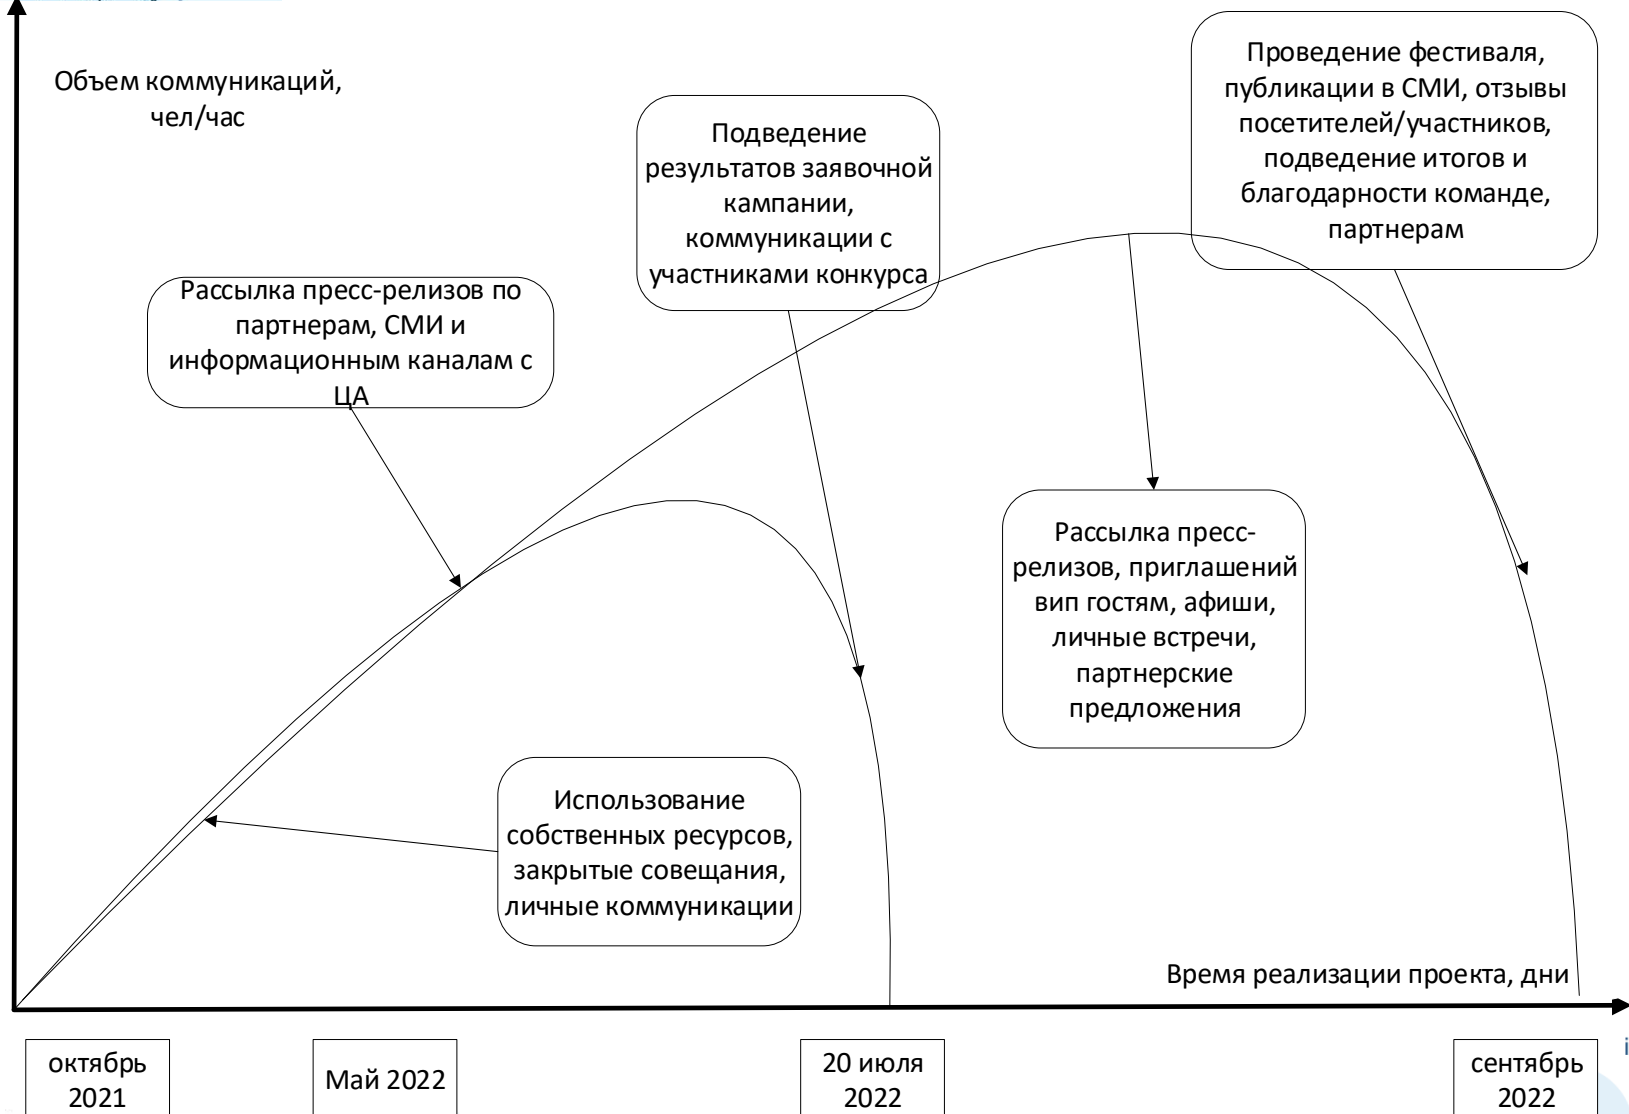 Объем коммуникаций,
чел/час
Проведение фестиваля,
публикации в СМИ, отзывы
посетителей/участников,
подведение итогов и
благодарности команде,
партнерам
Подведение
результатов заявочной
кампании,
коммуникации с
участниками конкурса
Рассылка пресс-релизов по
партнерам, СМИ и
информационным каналам с
ЦА
Рассылка пресс-
релизов, приглашений
вип гостям, афиши,
личные встречи,
партнерские
предложения
Использование
собственных ресурсов,
закрытые совещания,
личные коммуникации
Время реализации проекта, дни
октябрь
2021
Май 2022
20 июля
2022
сентябрь
2022